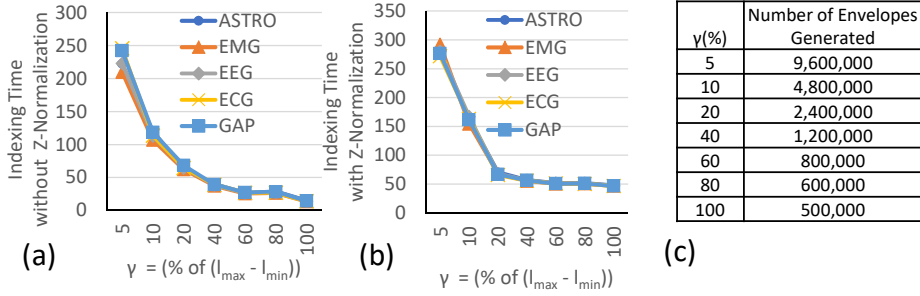 Indexing Time
without Z-Normalization
300
250
200
150
100
50
0
ASTRO
EMG
EEG
ECG
GAP
5
10
20
40
60
80
100
(a)
γ = (% of (lmax - lmin))
Indexing Time
with Z-Normalization
350
300
250
200
150
100
50
0
ASTRO
EMG
EEG
ECG
GAP
5
10
20
40
60
80
100
(b)
γ = (% of (lmax - lmin))
γ(%) Number of Envelopes
Generated
5 9,600,000
10 4,800,000
20 2,400,000
40 1,200,000
60 800,000
80 600,000
100 500,000
(c)